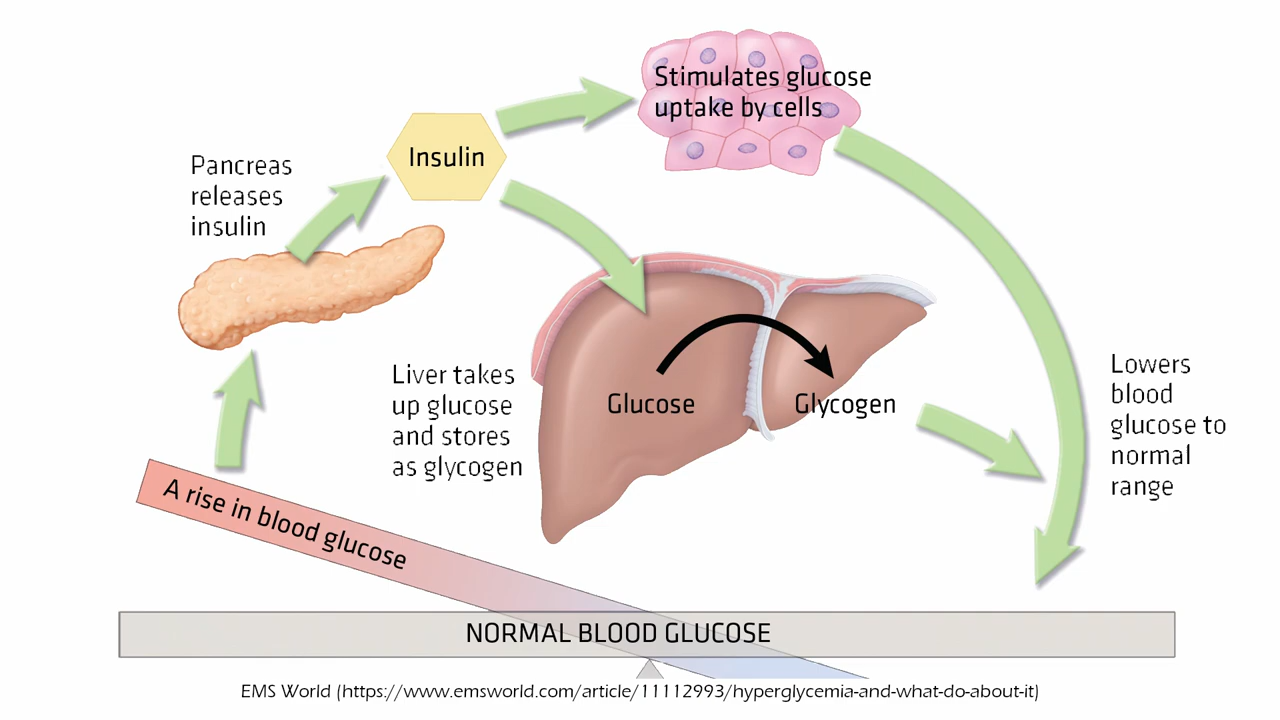 Stimulates glucose
uptake by cells
Insulin
Pancreas
releases
insulin
Liver takes
up glucose
and stores
as glycogen
Glucose
Glycogen
Lowers
blood
glucose to
normal
range
A rise in blood glucose
NORMAL BLOOD GLUCOSE
EMS World (https://www.emsworld.com/article/11112993/hyperglycemia-and-what-do-about-it)